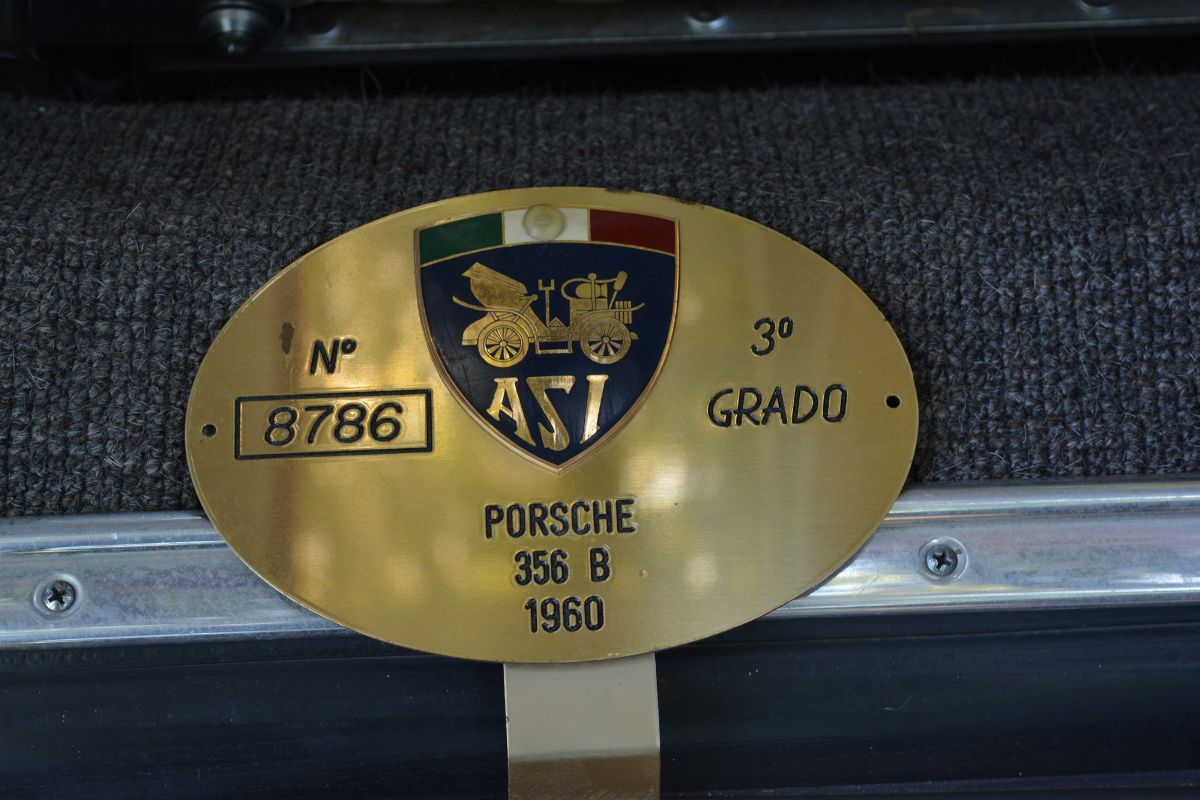 ASI
Nº
8786
3º
GRADO
PORSCHE
356 B
1960